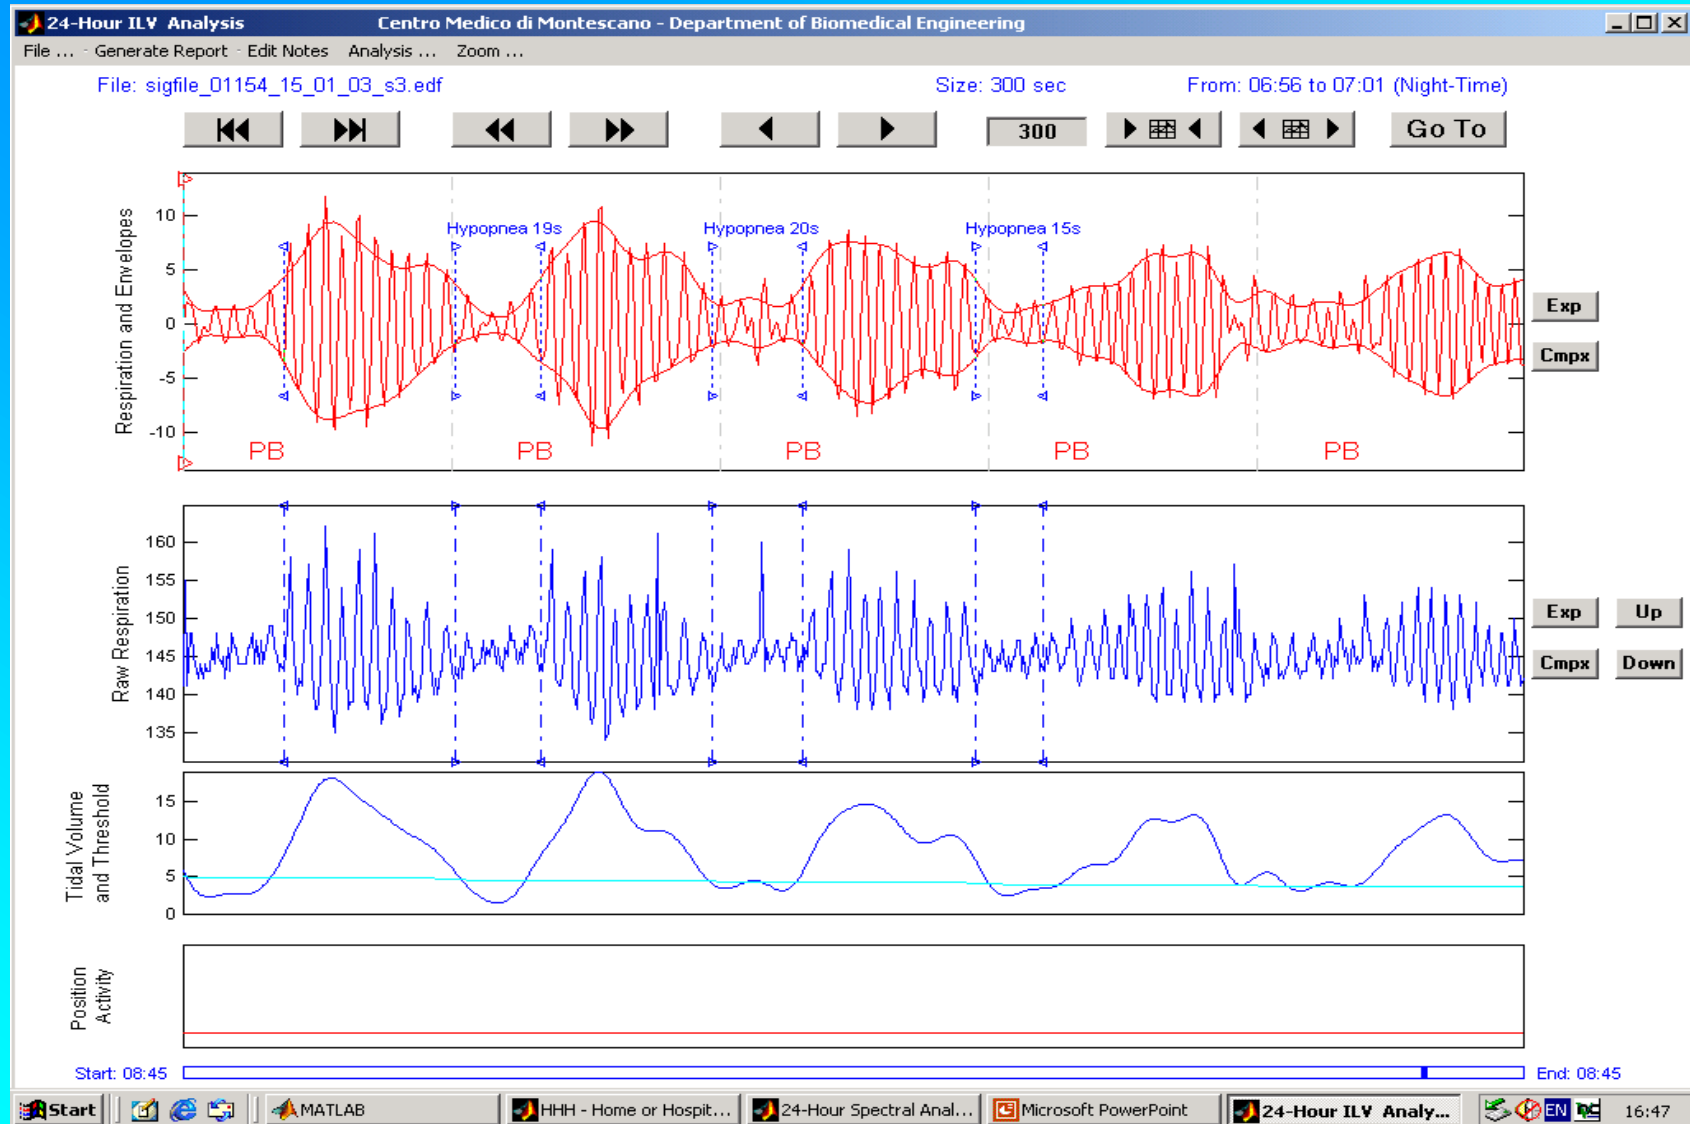 24-Hour ILV Analysis Centro Medico di Montescano - Department of Biomedical Engineering
File ... Generate Report Edit Notes Analysis ... Zoom ...
File: sigfile_01154_15_01_03_s3.edf Size: 300 sec From: 06:56 to 07:01 (Night-Time)
300 Go To
Respiration and Envelopes
10
5
0
-5
-10
Hypopnea 19s Hypopnea 20s Hypopnea 15s
PB PB PB PB PB
Exp
Cmpx
Raw Respiration
160
155
150
145
140
135
Exp Up
Cmpx Down
Tidal Volume
and Threshold
15
10
5
0
Position
Activity
Start: 08:45 End: 08:45
Start MATLAB HHH - Home or Hospit... 24-Hour Spectral Anal... Microsoft PowerPoint 24-Hour ILV Analy... EN 16:47